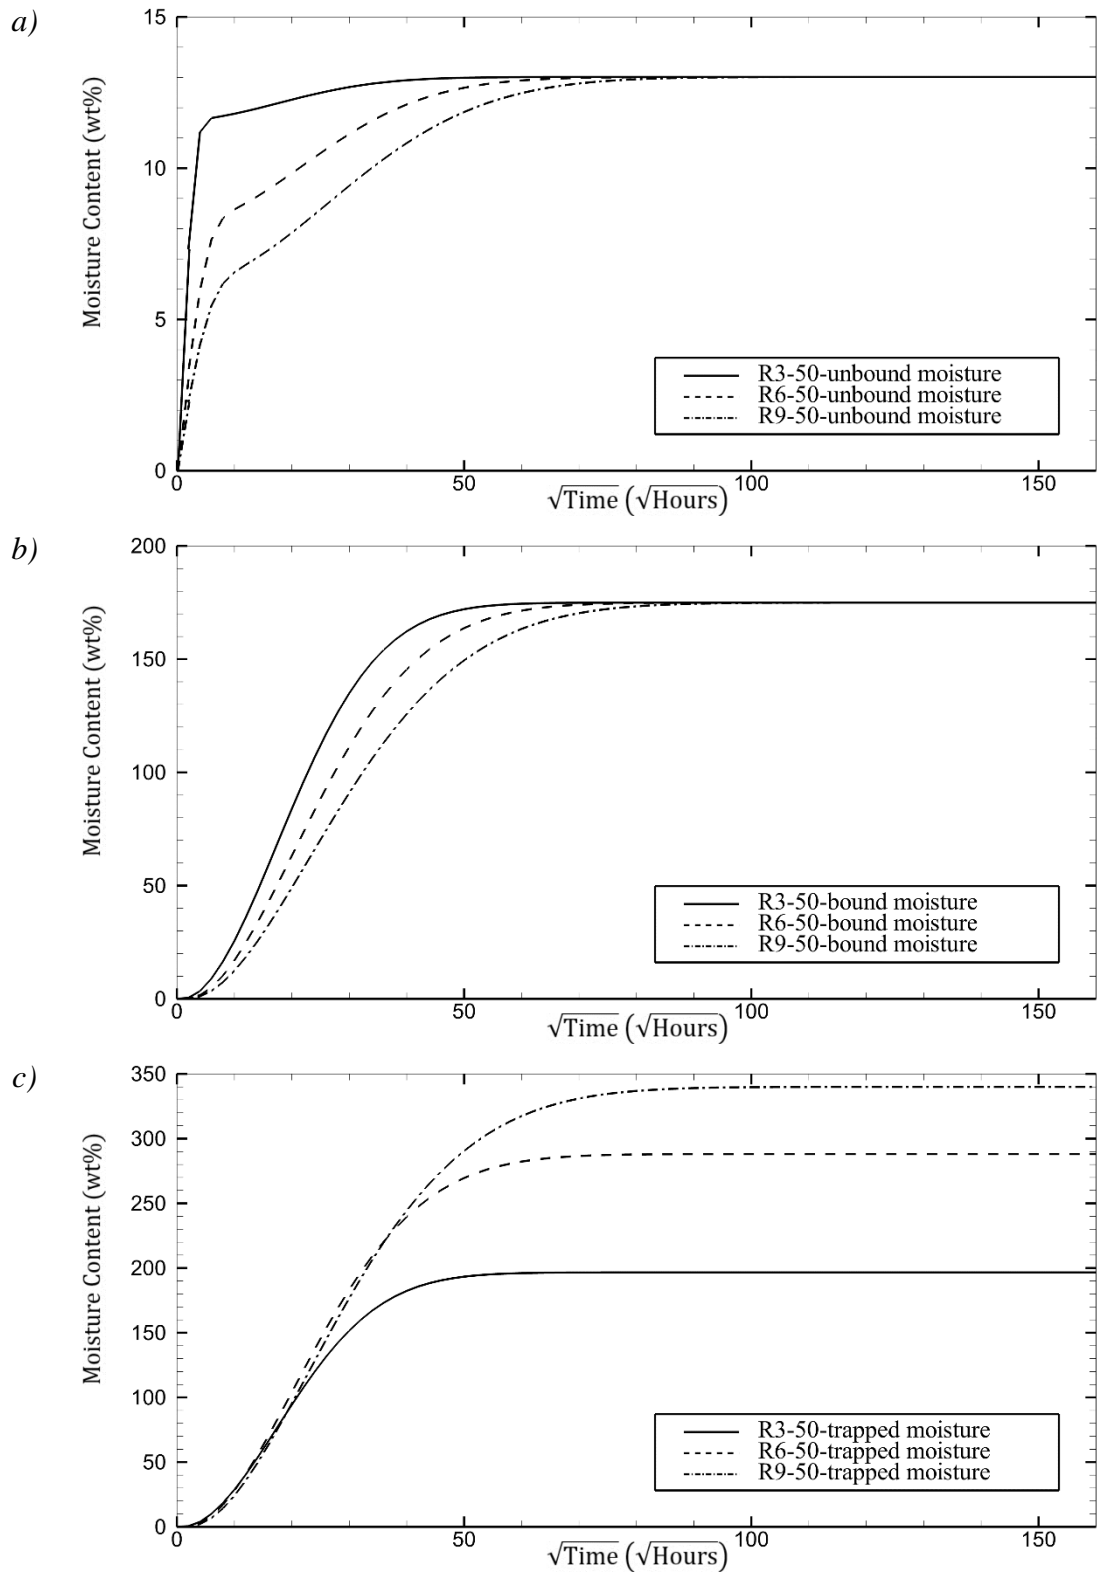 a)
15
10
5
0
Moisture Content (wt%)
R3-50-unbound moisture
R6-50-unbound moisture
R9-50-unbound moisture
0 50 100 150
√Time (√Hours)
b)
200
150
100
50
0
Moisture Content (wt%)
R3-50-bound moisture
R6-50-bound moisture
R9-50-bound moisture
0 50 100 150
√Time (√Hours)
c)
350
300
250
200
150
100
50
0
Moisture Content (wt%)
R3-50-trapped moisture
R6-50-trapped moisture
R9-50-trapped moisture
0 50 100 150
√Time (√Hours)